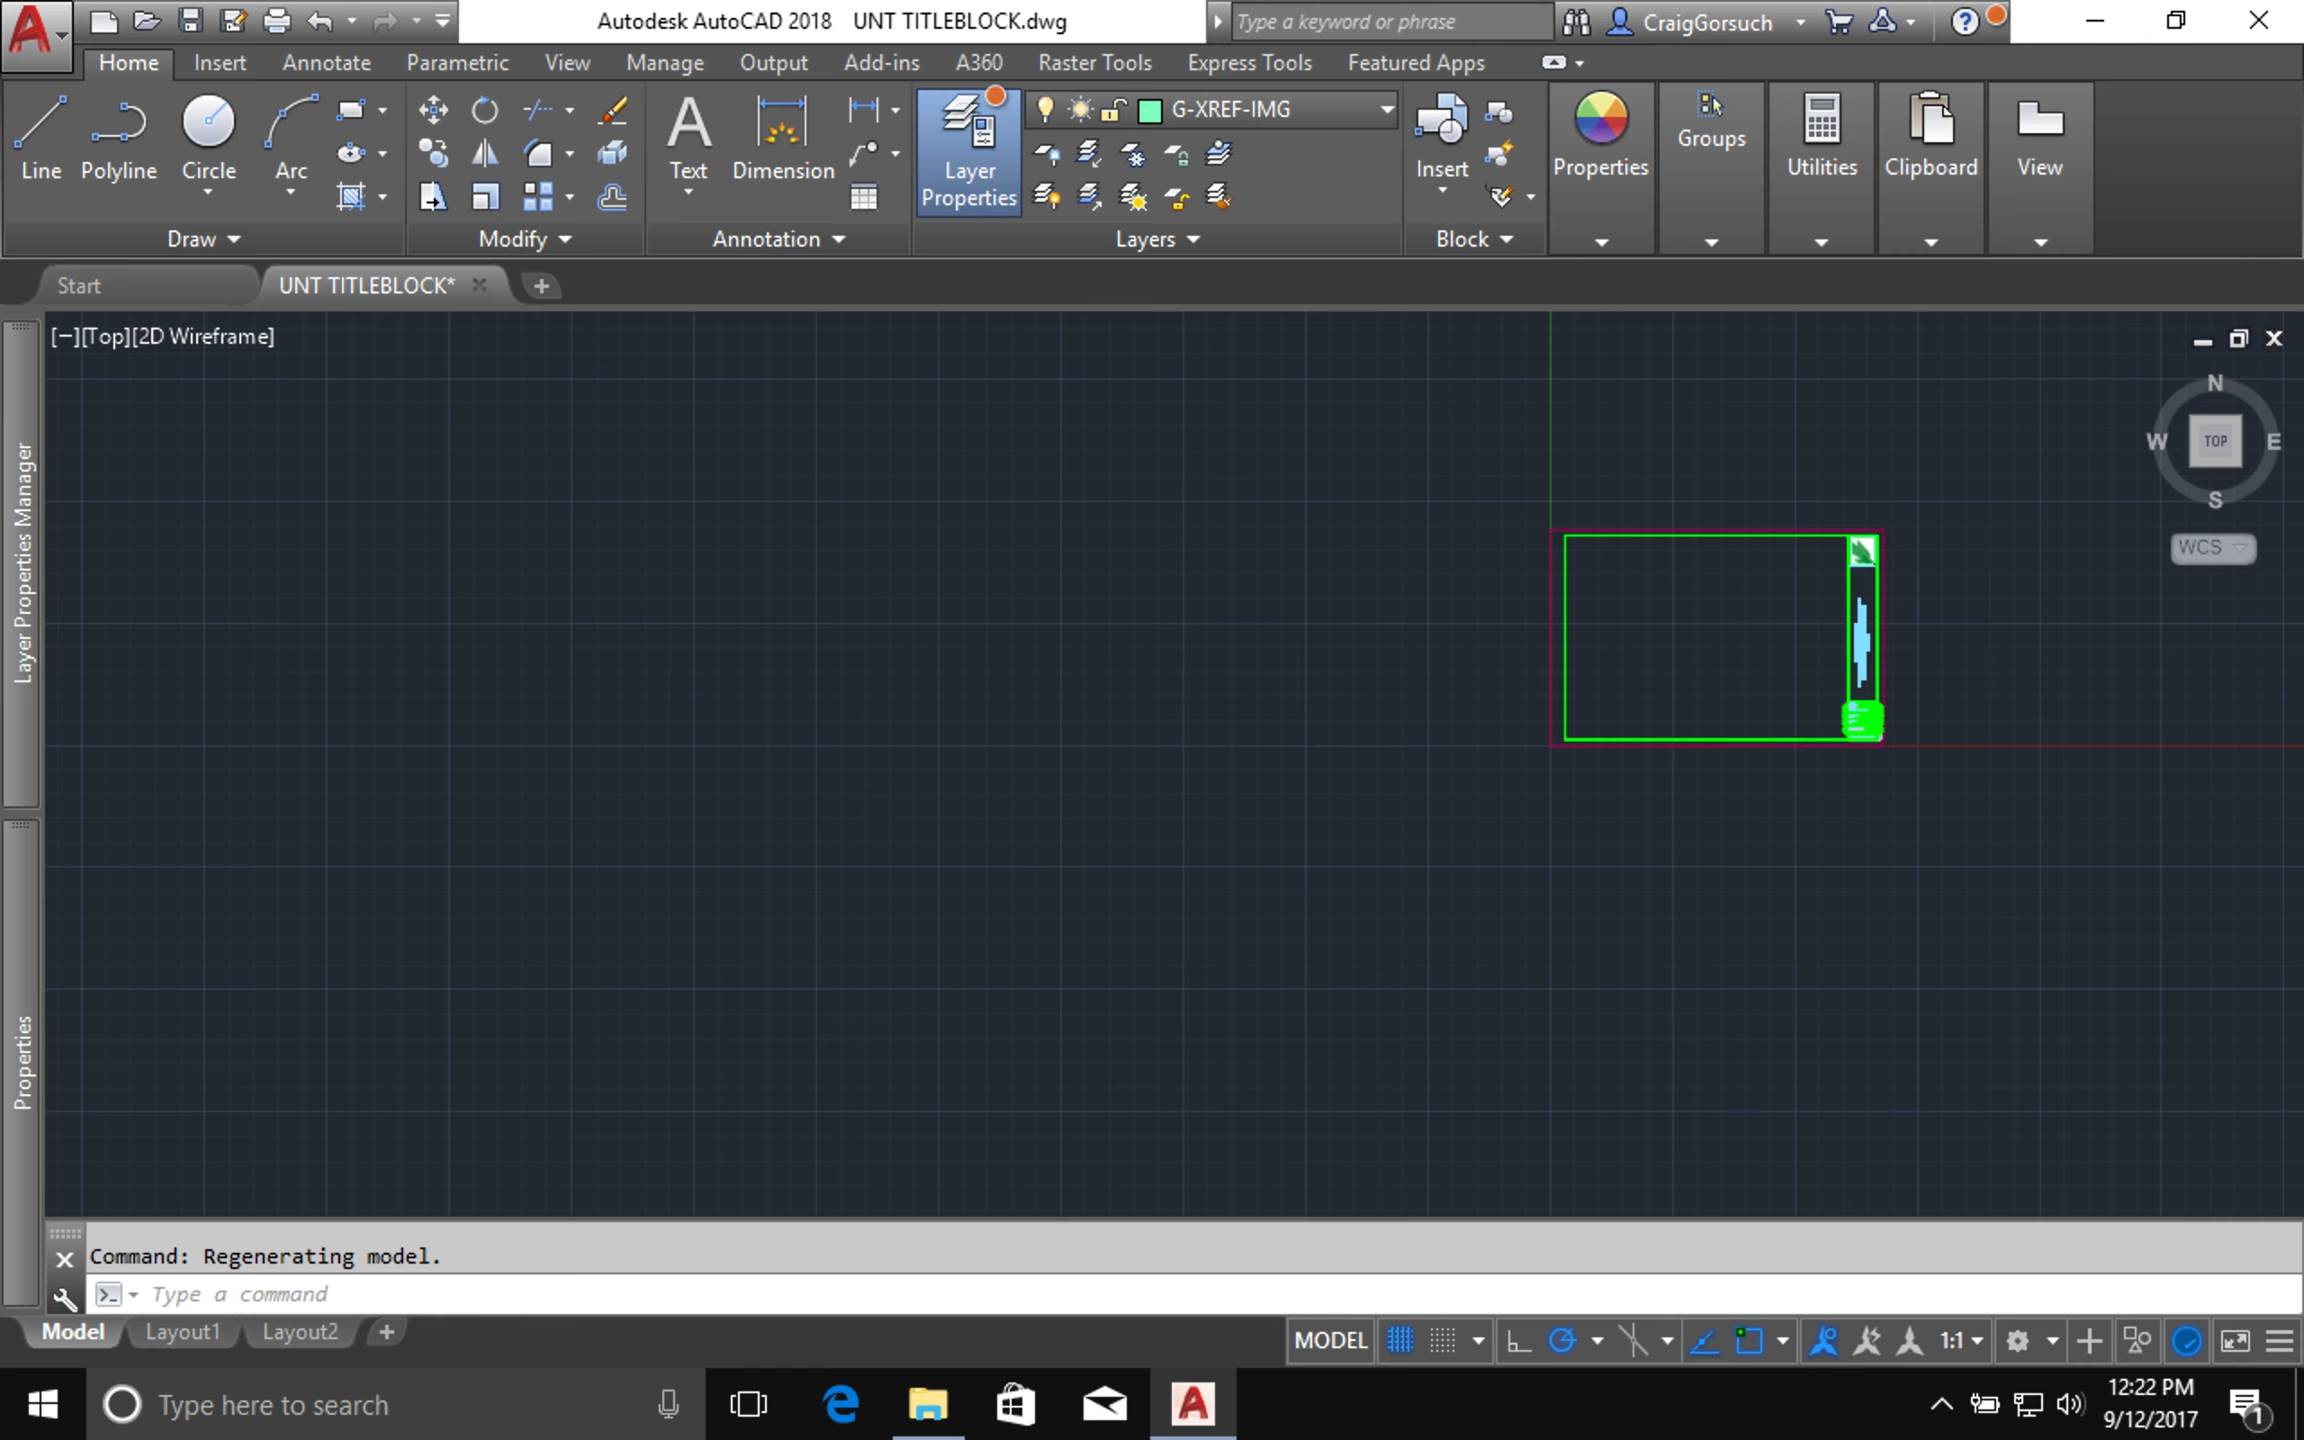 Autodesk AutoCAD 2018 UNT TITLEBLOCK.dwg
Type a keyword or phrase
CraigGorsuch
Home Insert Annotate Parametric View Manage Output Add-ins A360 Raster Tools Express Tools Featured Apps
G-XREF-IMG
Line Polyline Circle Arc
Text Dimension
Layer
Properties
Insert
Properties
Groups
Utilities
Clipboard
View
Draw Modify Annotation Layers Block
Start UNT TITLEBLOCK*
[−][Top][2D Wireframe]
N
W TOP E
S
WCS
Layer Properties Manager
Properties
Command: Regenerating model.
Type a command
Model Layout1 Layout2
MODEL 1:1
Type here to search
12:22 PM
9/12/2017
1